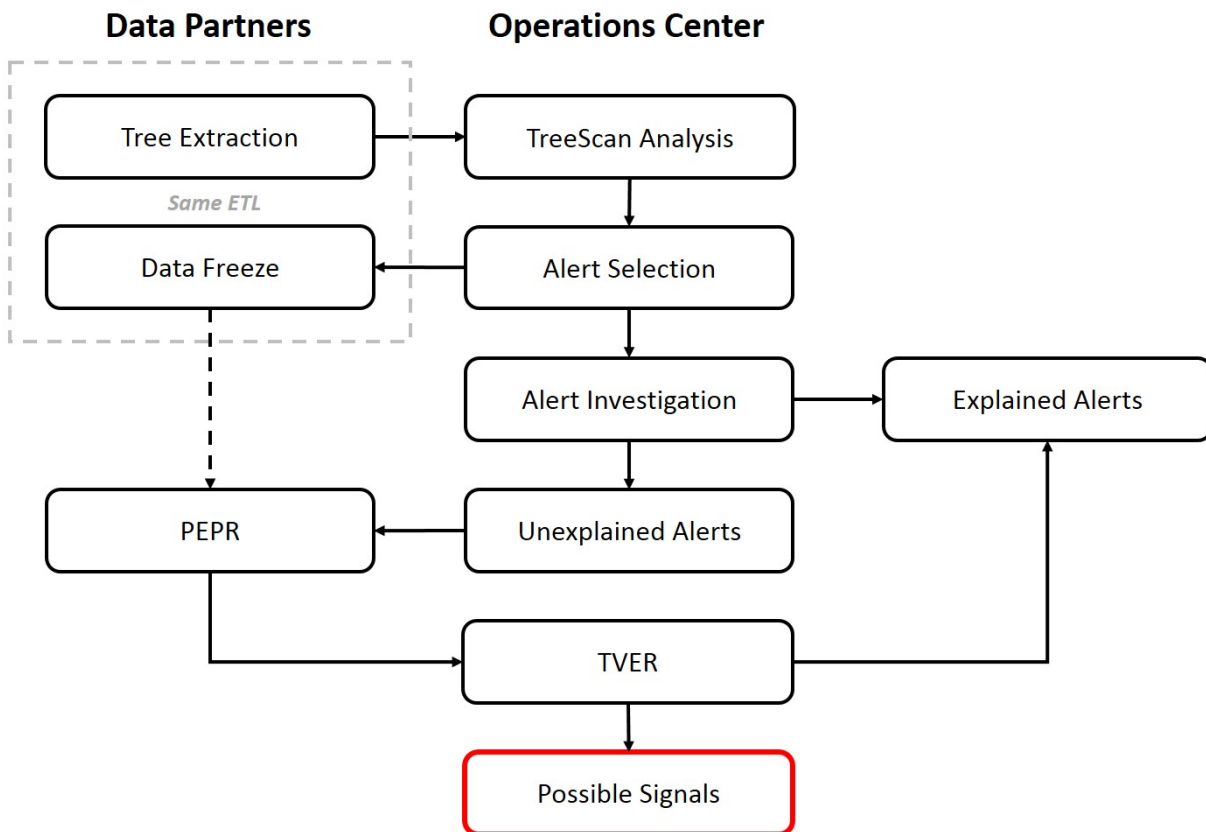 Data Partners
Operations Center
Tree Extraction
TreeScan Analysis
Same ETL
Data Freeze
Alert Selection
Alert Investigation
Explained Alerts
PEPR
Unexplained Alerts
TVER
Possible Signals